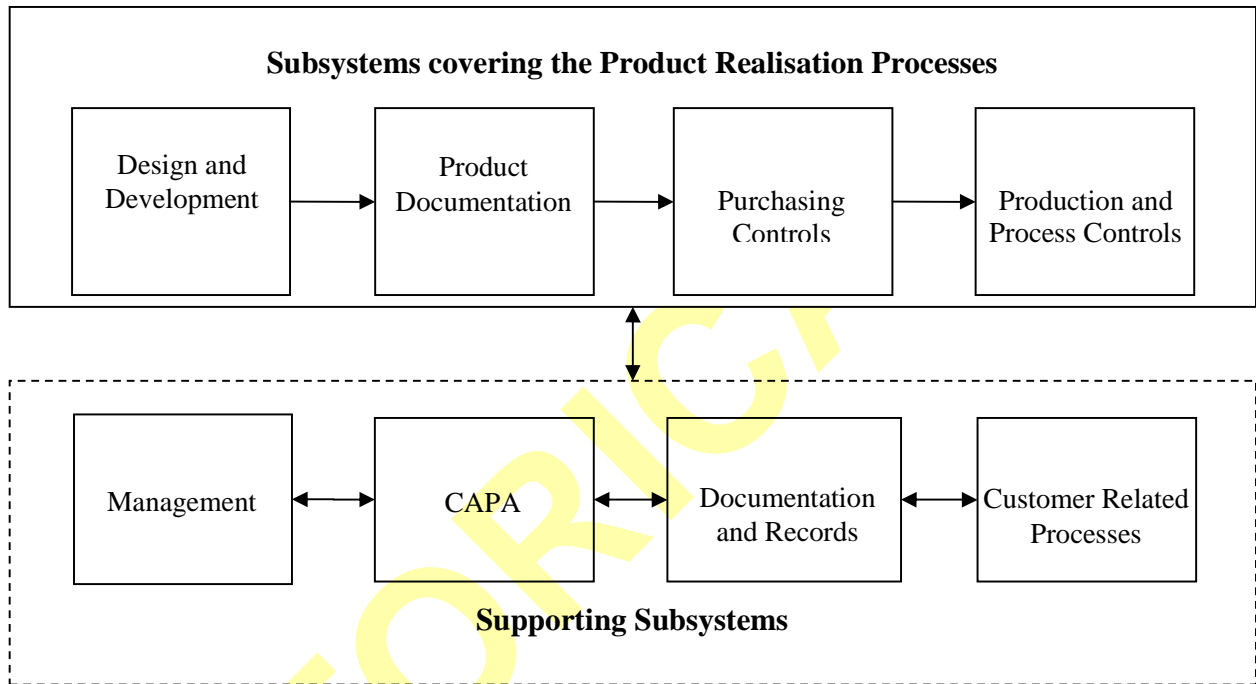 Subsystems covering the Product Realisation Processes
Design and
Development
Product
Documentation
Purchasing
Controls
Production and
Process Controls
Management
CAPA
Documentation
and Records
Customer Related
Processes
Supporting Subsystems
TORICA